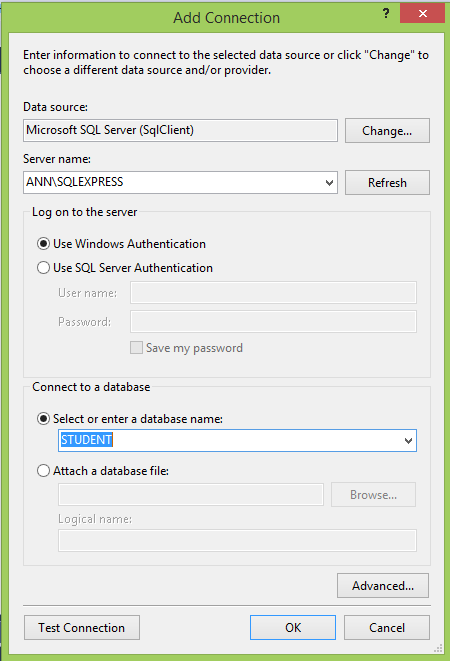 Add Connection
?
Enter information to connect to the selected data source or click "Change" to
choose a different data source and/or provider.
Data source:
Microsoft SQL Server (SqlClient)
Change...
Server name:
ANN\SQLEXPRESS
Refresh
Log on to the server
Use Windows Authentication
Use SQL Server Authentication
User name:
Password:
Save my password
Connect to a database
Select or enter a database name:
STUDENT
Attach a database file:
Browse...
Logical name:
Advanced...
Test Connection
OK
Cancel